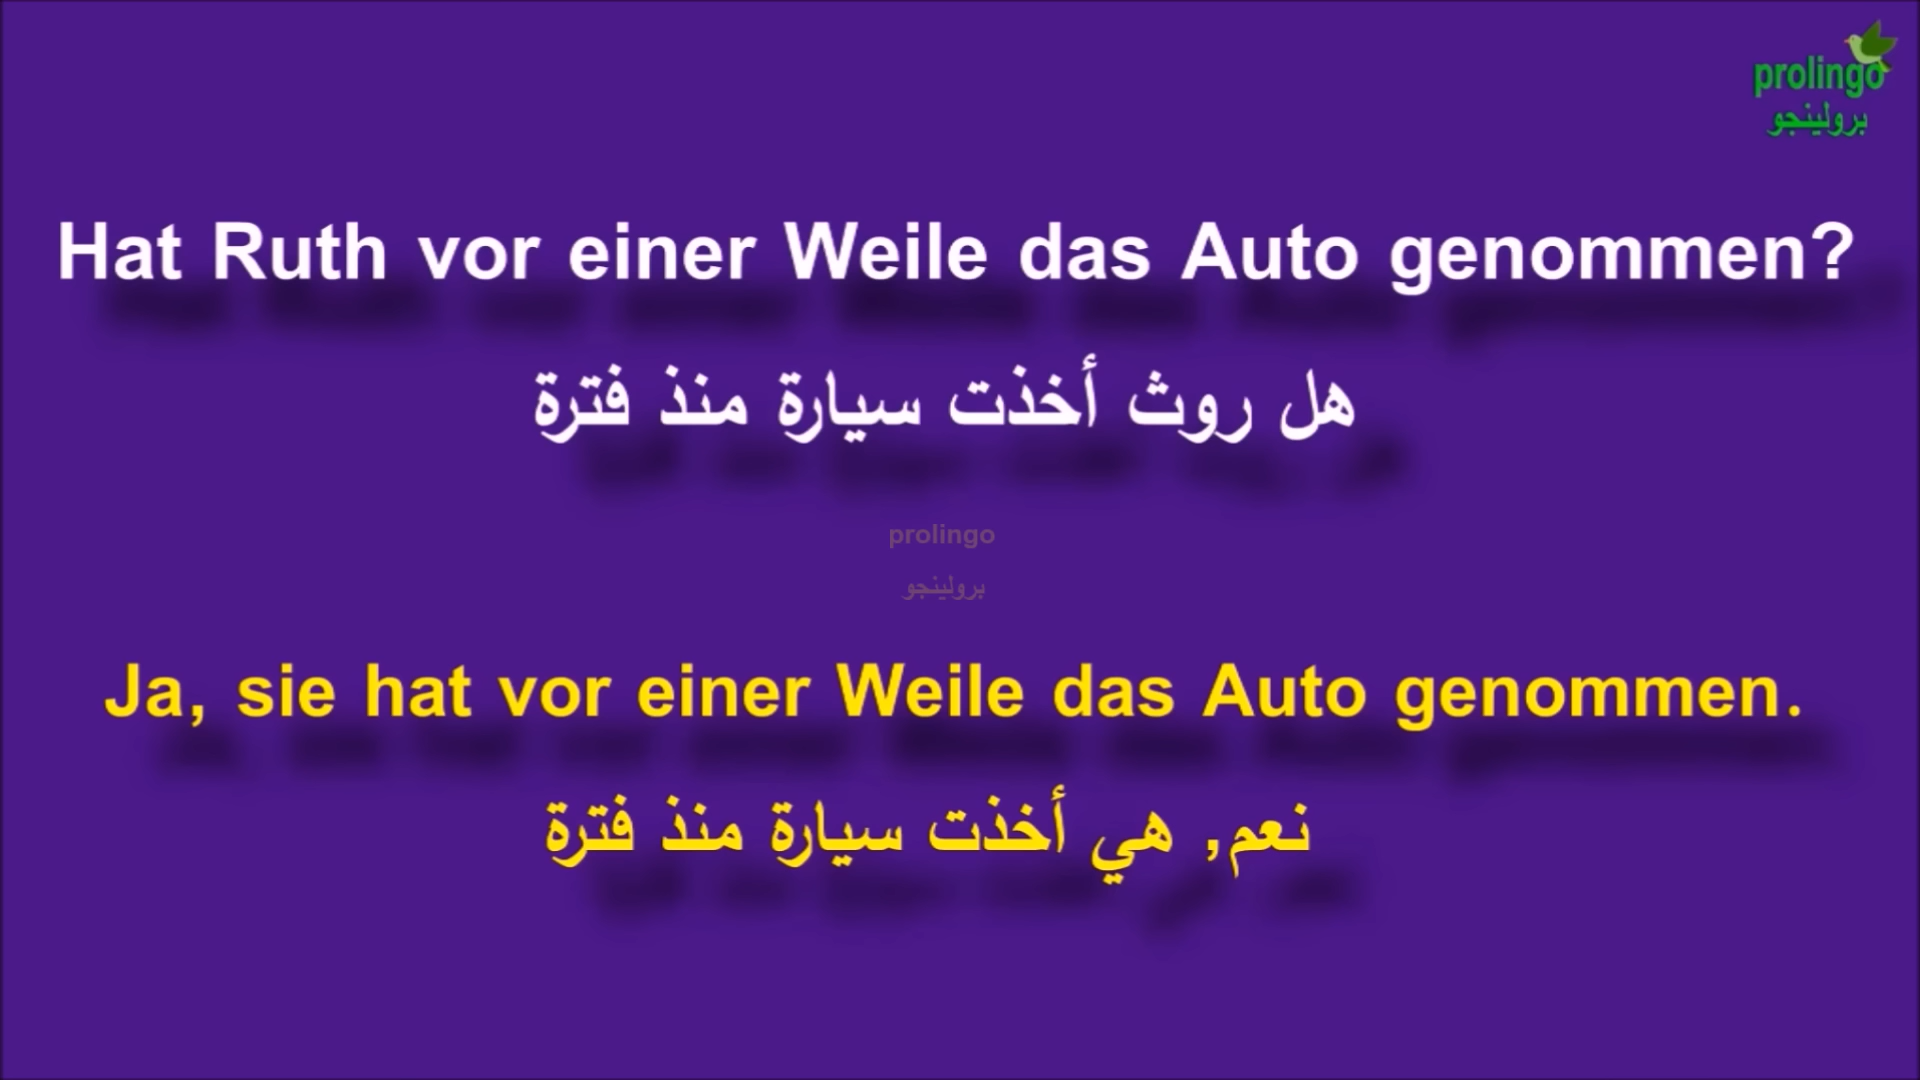 prolingo
برولينجو
Hat Ruth vor einer Weile das Auto genommen?
هل روث أخذت سيارة منذ فترة
prolingo
برولينجو
Ja, sie hat vor einer Weile das Auto genommen.
نعم, هي أخذت سيارة منذ فترة